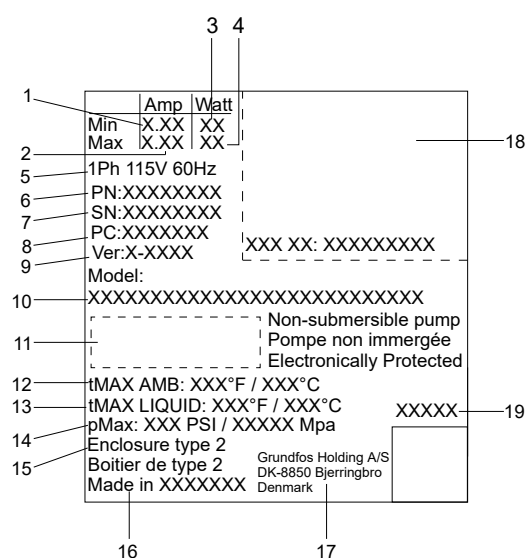 3 4
1
Amp Watt
Min X.XX XX
Max X.XX XX
2
18
5 1Ph 115V 60Hz
6 PN:XXXXXXXX
7 SN:XXXXXXXX
8 PC:XXXXXXX
XXX XX: XXXXXXXXX
9 Ver:X-XXXX
Model:
10 XXXXXXXXXXXXXXXXXXXXXXXXXXX
Non-submersible pump
11 Pompe non immergée
Electronically Protected
12 tMAX AMB: XXX°F / XXX°C
13 tMAX LIQUID: XXX°F / XXX°C
XXXXX 19
14 pMax: XXX PSI / XXXXX Mpa
15 Enclosure type 2
Boitier de type 2
Made in XXXXXXX
Grundfos Holding A/S
DK-8850 Bjerringbro
Denmark
16 17